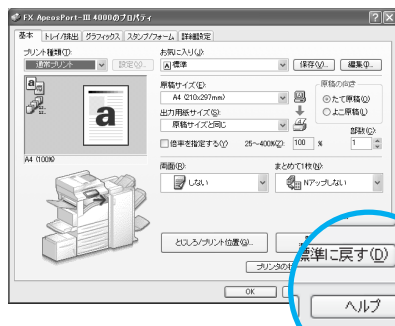 FX ApeosPort-III 4000のプロパティ
基本 トレイ/排出 グラフィックス スタンプ/フォーム 詳細設定
プリント種類(T):
通常プリント 設定(Q)...
お気に入り(J):
標準 保存(V)... 編集(I)...
原稿サイズ(E):
A4 (210x297mm)
出力用紙サイズ(S):
原稿サイズと同じ
原稿の向き
たて原稿(O)
よこ原稿(L)
部数(C):
倍率を指定する(Y) 25～400%(Z): 100 % 1
A4 (100%)
両面(R):
しない
まとめて1枚(N):
Nアップしない
とじしろ/プリント位置(G)...
プリンタの状
標準に戻す(D)
OK
ヘルプ